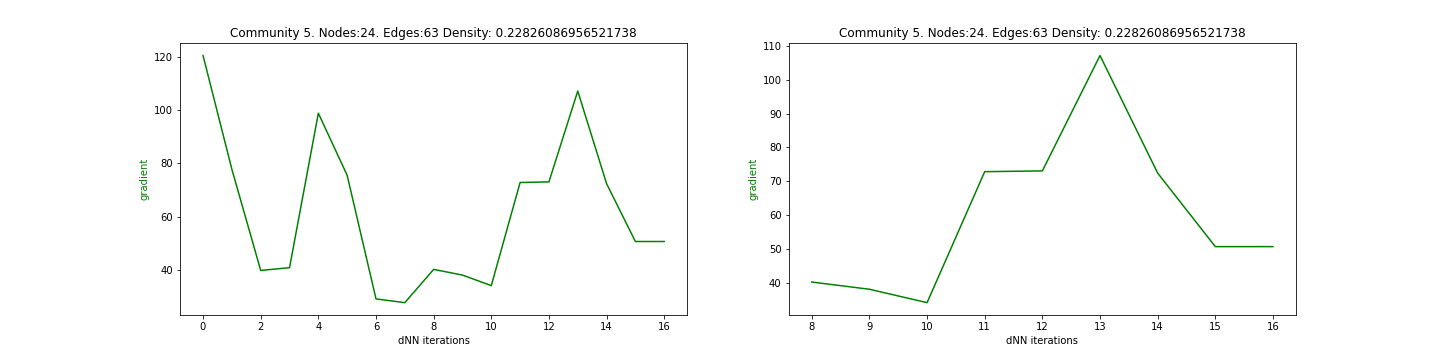 Community 5. Nodes:24. Edges:63 Density: 0.22826086956521738
120
100
80
60
40
gradient
0 2 4 6 8 10 12 14 16
dNN iterations
Community 5. Nodes:24. Edges:63 Density: 0.22826086956521738
110
100
90
80
70
60
50
40
gradient
8 9 10 11 12 13 14 15 16
dNN iterations